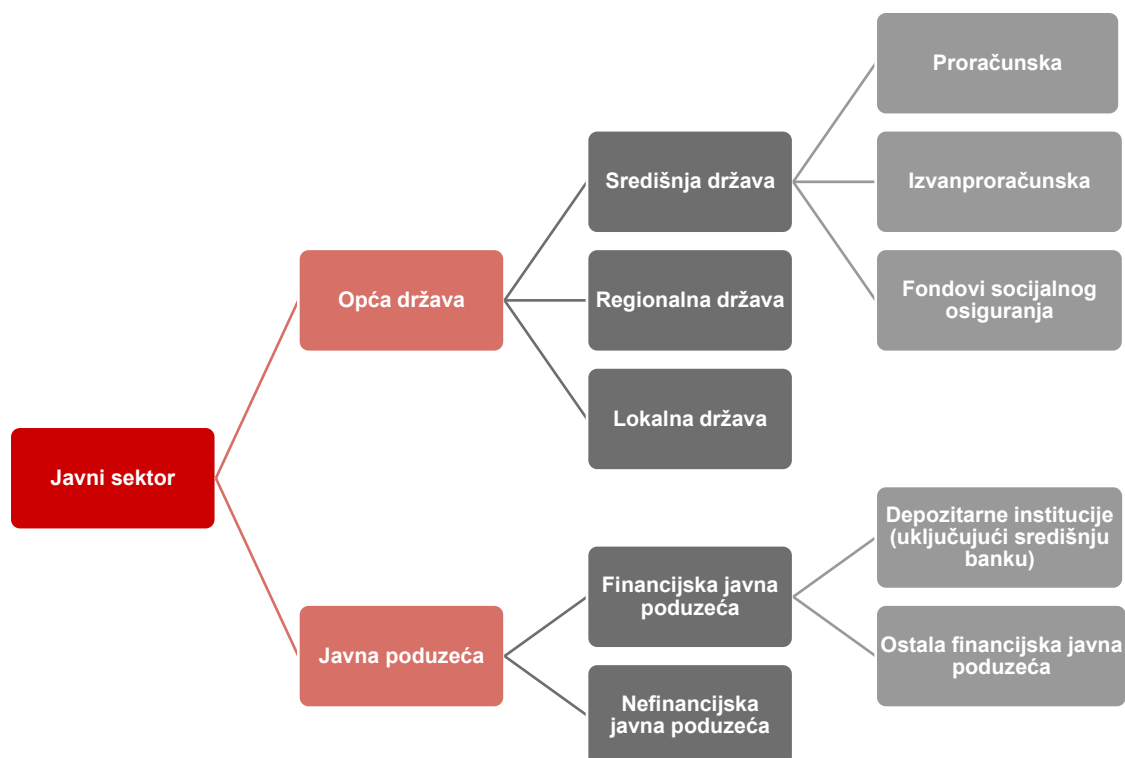 Javni sektor
Opća država
Središnja država
Proračunska
Izvanproračunska
Fondovi socijalnog
osiguranja
Regionalna država
Lokalna država
Javna poduzeća
Financijska javna
poduzeća
Depozitarne institucije
(uključujući središnju
banku)
Ostala financijska javna
poduzeća
Nefinancijska
javna poduzeća